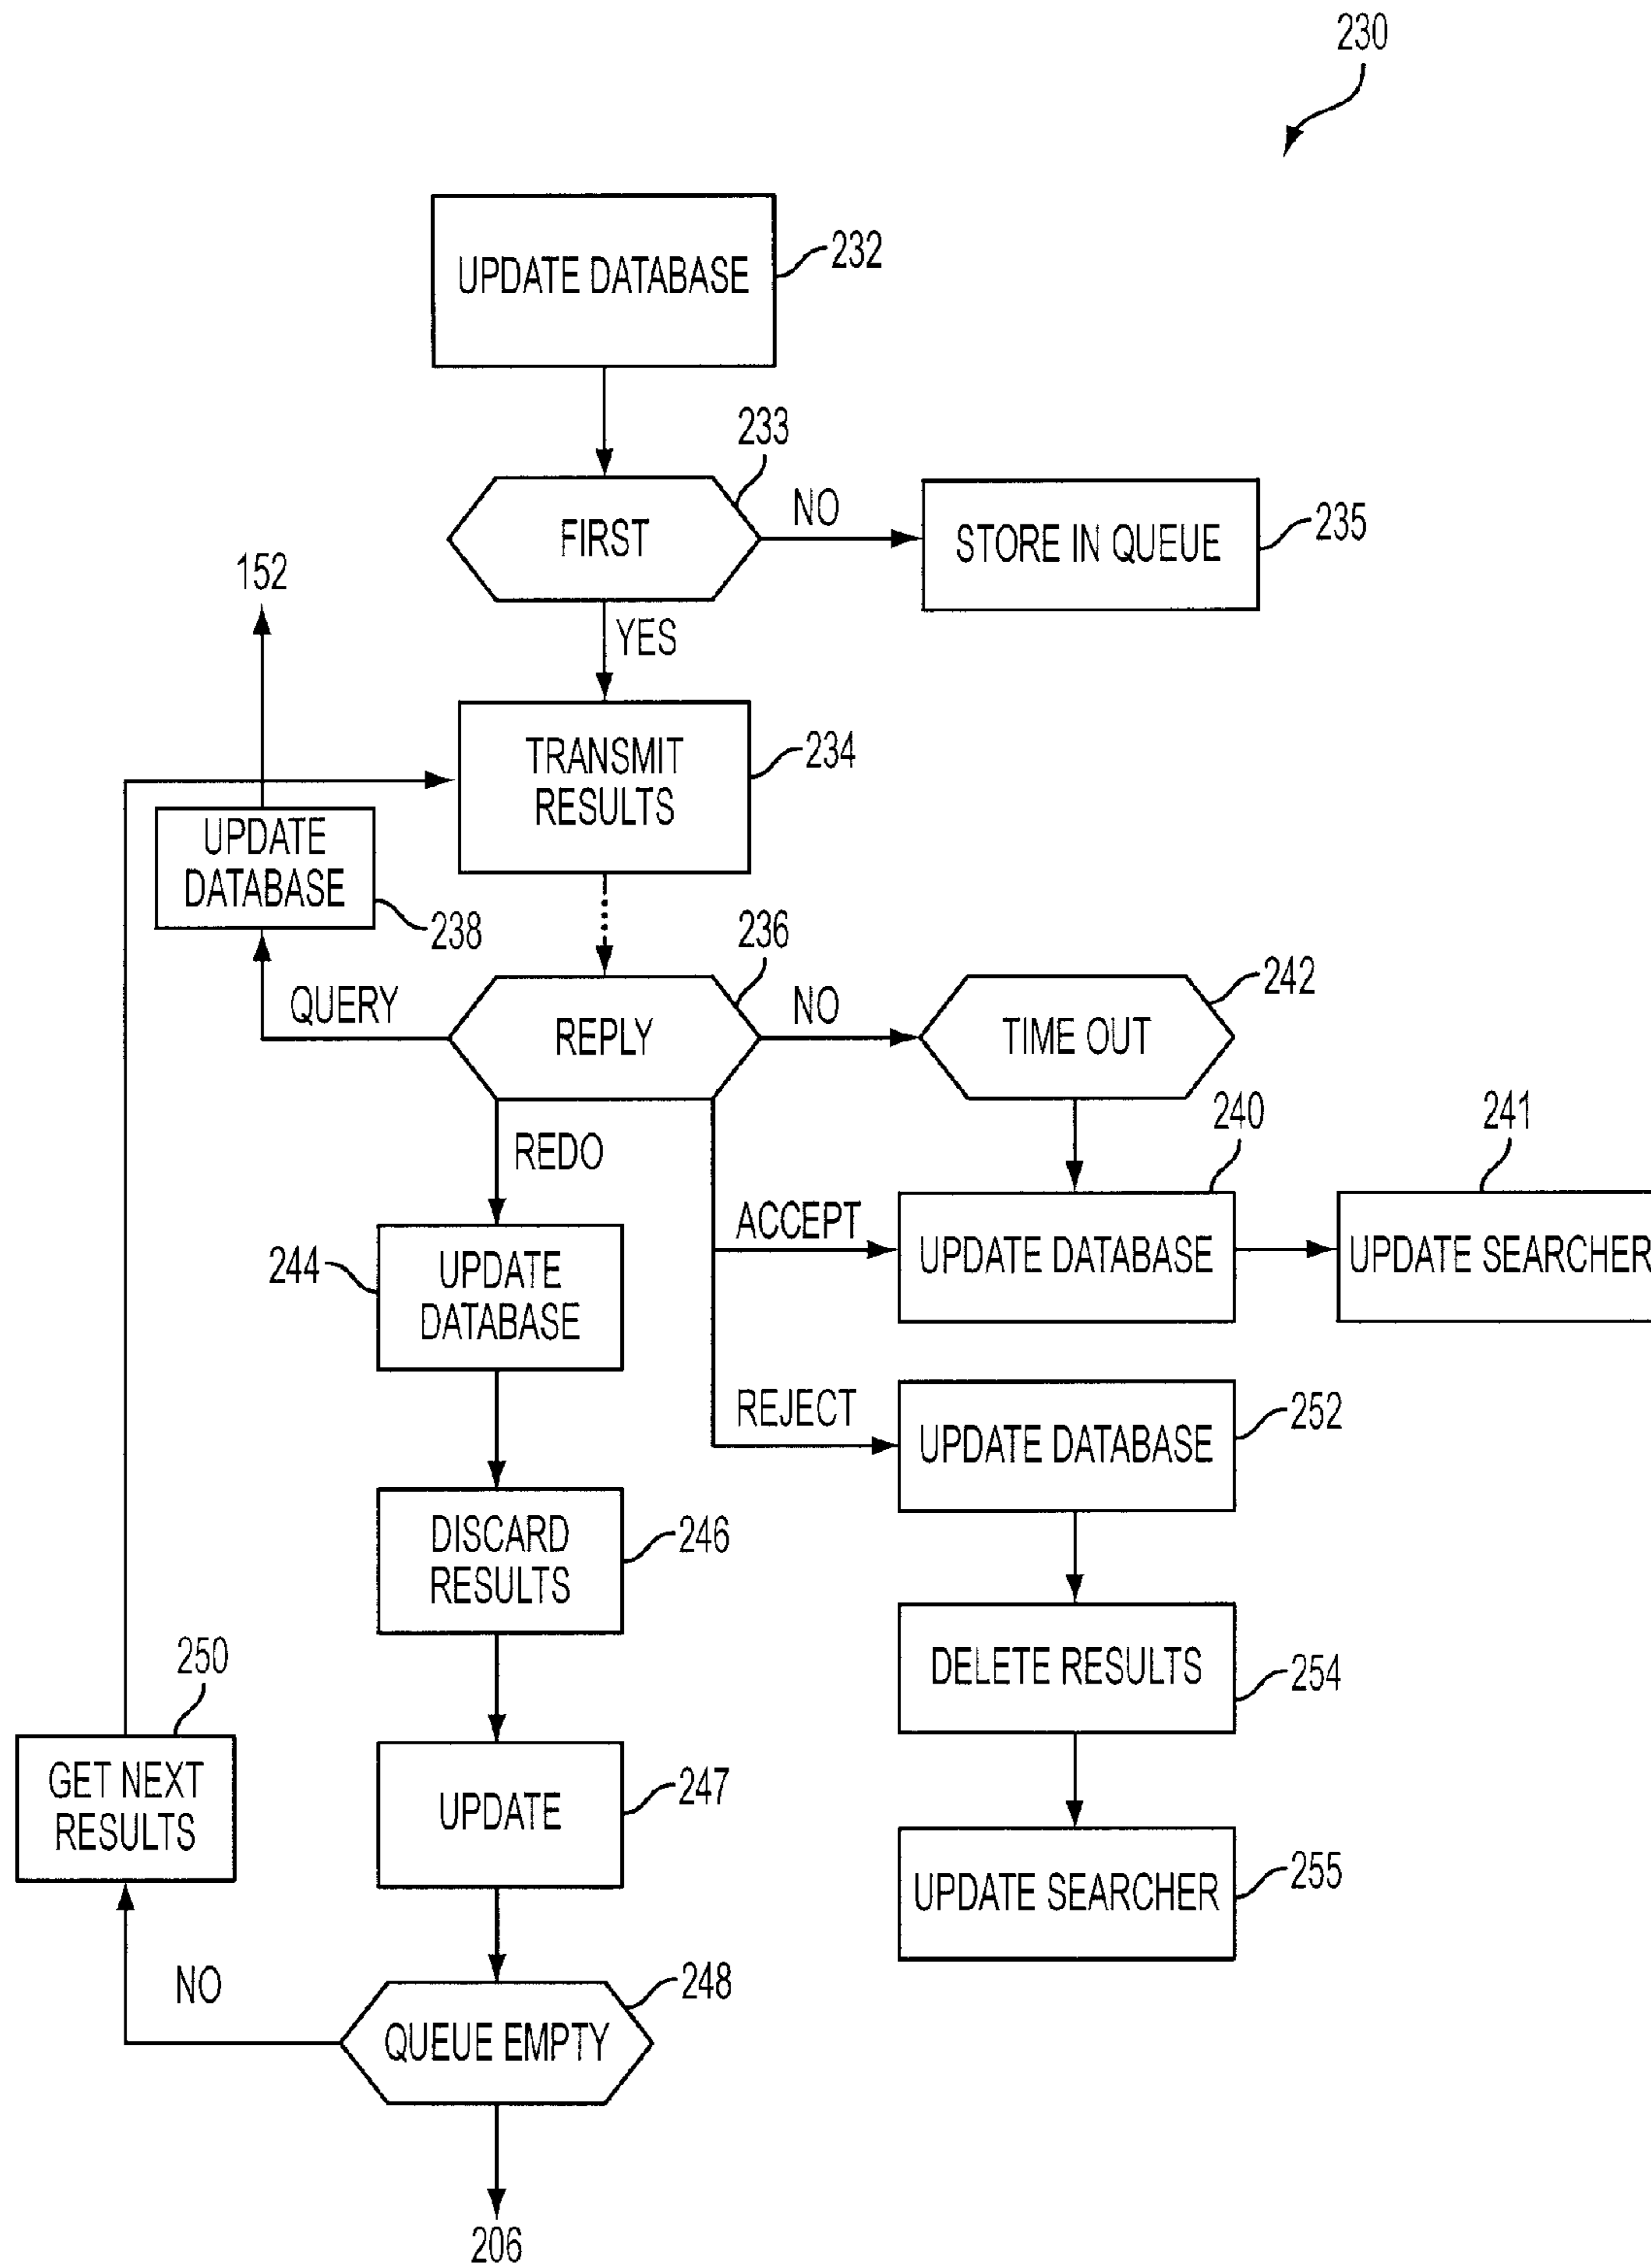 230
UPDATE DATABASE
232
233
FIRST
NO
STORE IN QUEUE
235
152
YES
TRANSMIT
RESULTS
234
UPDATE
DATABASE
238
236
QUERY
REPLY
NO
TIME OUT
242
REDO
240
241
ACCEPT
UPDATE DATABASE
UPDATE SEARCHER
244
UPDATE
DATABASE
REJECT
UPDATE DATABASE
252
DISCARD
RESULTS
246
DELETE RESULTS
254
250
GET NEXT
RESULTS
UPDATE
247
UPDATE SEARCHER
255
NO
248
QUEUE EMPTY
206